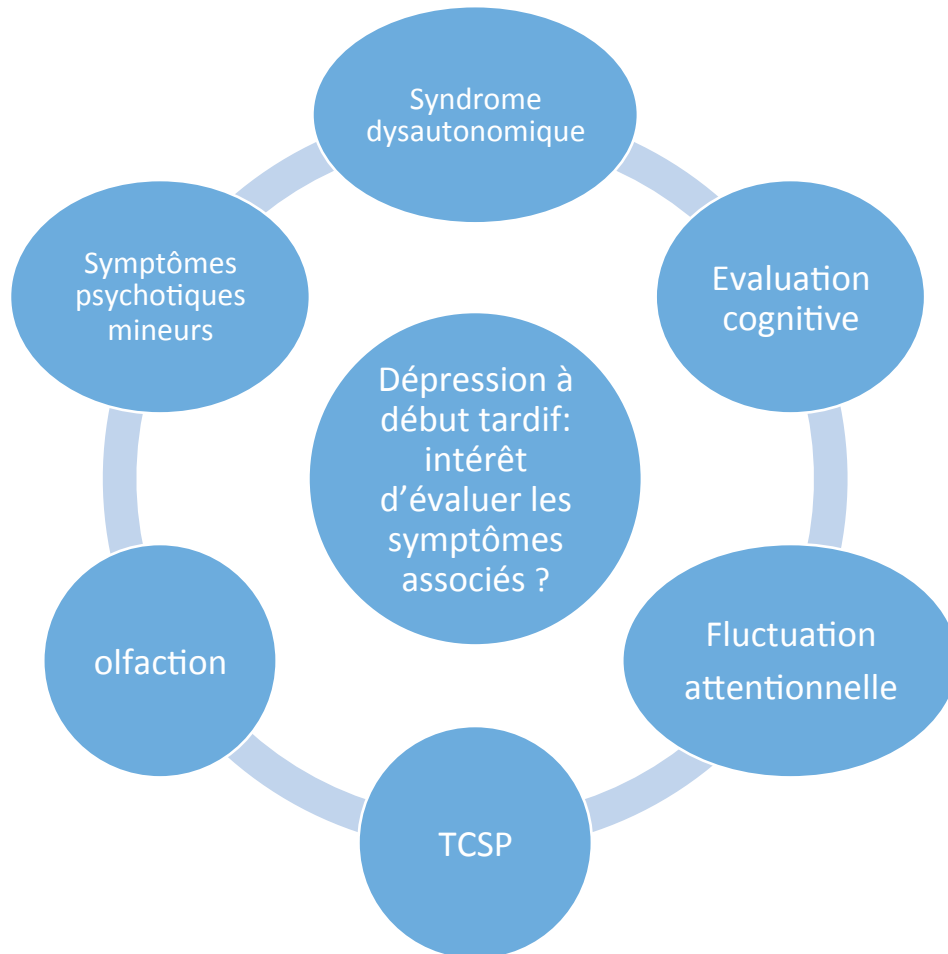 Syndrome
dysautonomique
Evaluation
cognitive
Fluctuation
attentionnelle
TCSP
olfaction
Symptômes
psychotiques
mineurs
Dépression à
début tardif:
intérêt
d’évaluer les
symptômes
associés ?